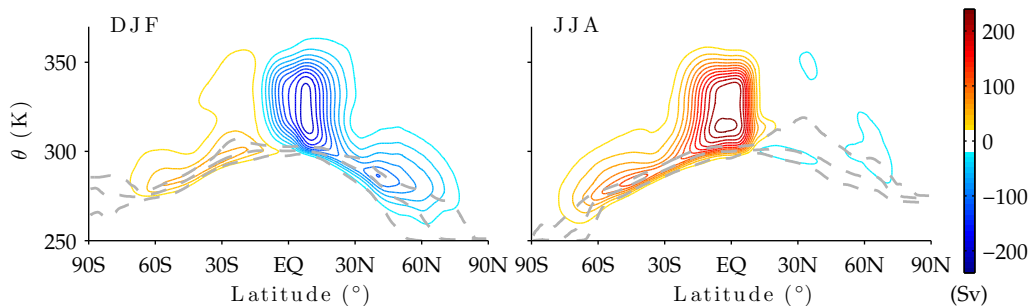 DJF
JJA
350
300
250
θ (K)
90S 60S 30S EQ 30N 60N 90N
Latitude (°)
90S 60S 30S EQ 30N 60N 90N
Latitude (°)
200
100
0
−100
−200
(Sv)